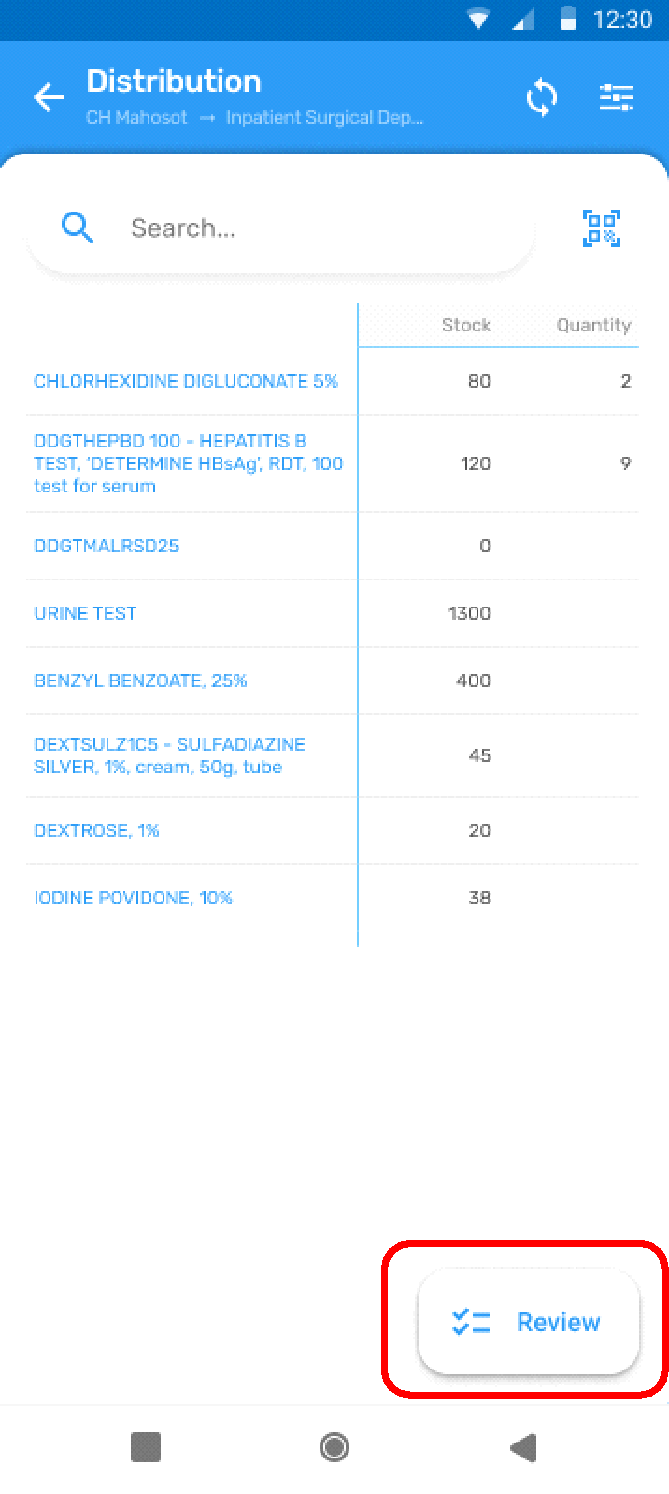 12:30
Distribution
CH Mahosot → Inpatient Surgical Dep...
Search...
Stock Quantity
CHLORHEXIDINE DIGLUCONATE 5% 80 2
DDGTHEPBD 100 - HEPATITIS B
TEST, 'DETERMINE HBsAg', RDT, 100 120 9
test for serum
DDGTMALRSD25 0
URINE TEST 1300
BENZYL BENZOATE, 25% 400
DEXTSULZ1C5 - SULFADIAZINE
SILVER, 1%, cream, 50g, tube 45
DEXTROSE, 1% 20
IODINE POVIDONE, 10% 38
Review